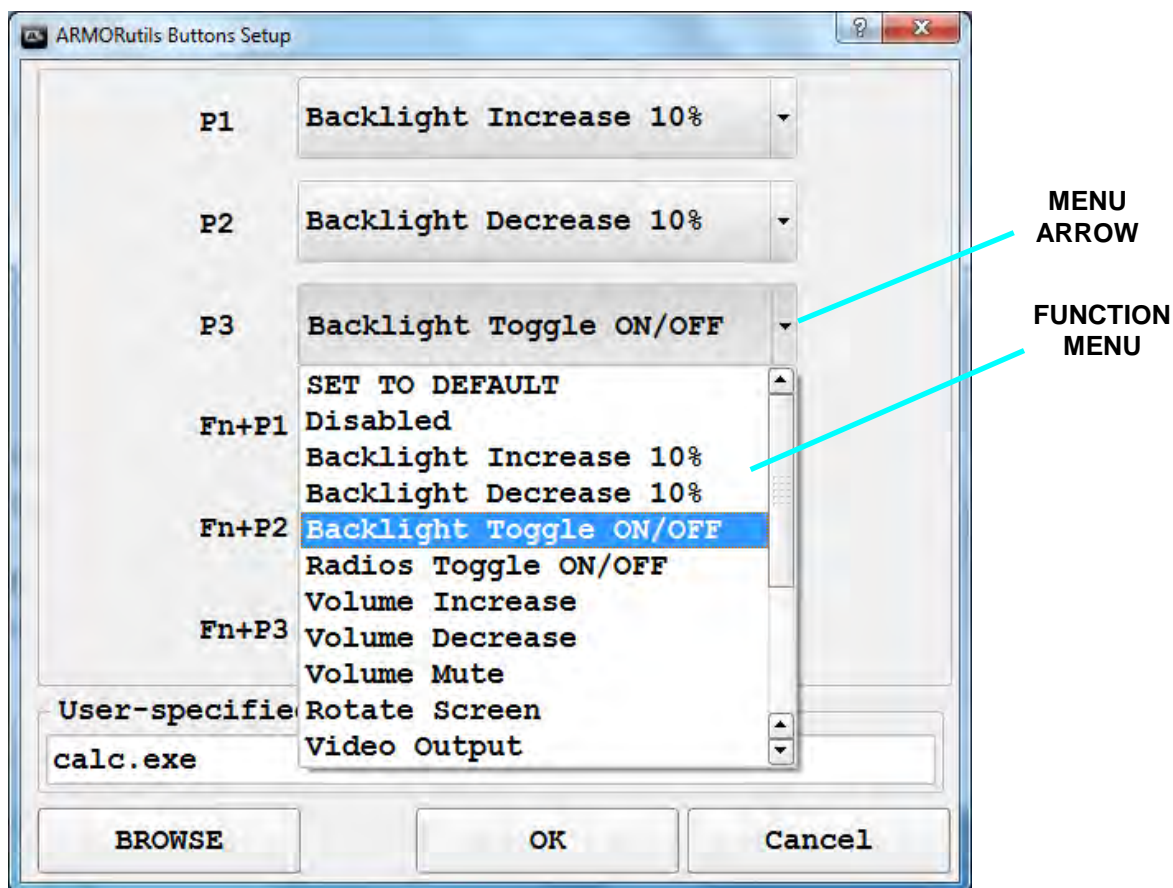 ARMORutils Buttons Setup
P1 Backlight Increase 10%
P2 Backlight Decrease 10%
MENU
ARROW
P3 Backlight Toggle ON/OFF
FUNCTION
MENU
SET TO DEFAULT
Fn+P1 Disabled
Backlight Increase 10%
Backlight Decrease 10%
Fn+P2 Backlight Toggle ON/OFF
Radios Toggle ON/OFF
Volume Increase
Fn+P3 Volume Decrease
Volume Mute
User-specifie Rotate Screen
Video Output
calc.exe
BROWSE OK Cancel